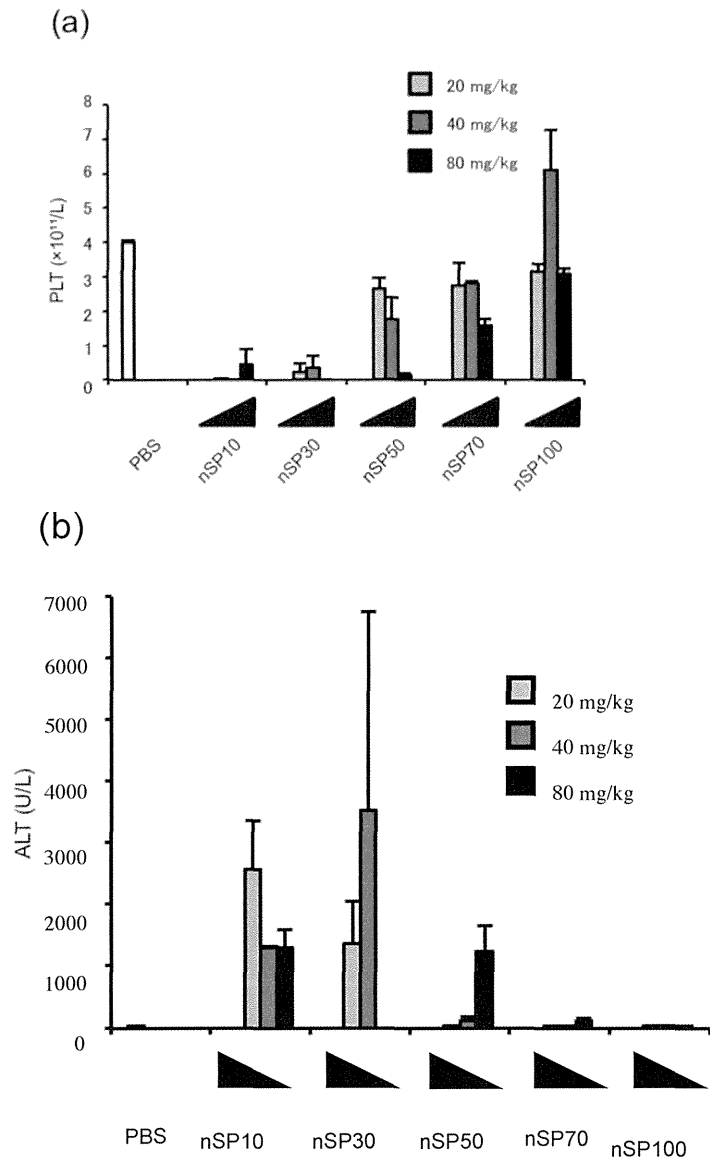 (a)
20 mg/kg
40 mg/kg
80 mg/kg
8
7
6
5
4
3
2
1
0
PLT (×10¹¹/L)
PBS
nSP10
nSP30
nSP50
nSP70
nSP100
(b)
7000
6000
5000
4000
3000
2000
1000
0
ALT (U/L)
20 mg/kg
40 mg/kg
80 mg/kg
PBS
nSP10
nSP30
nSP50
nSP70
nSP100